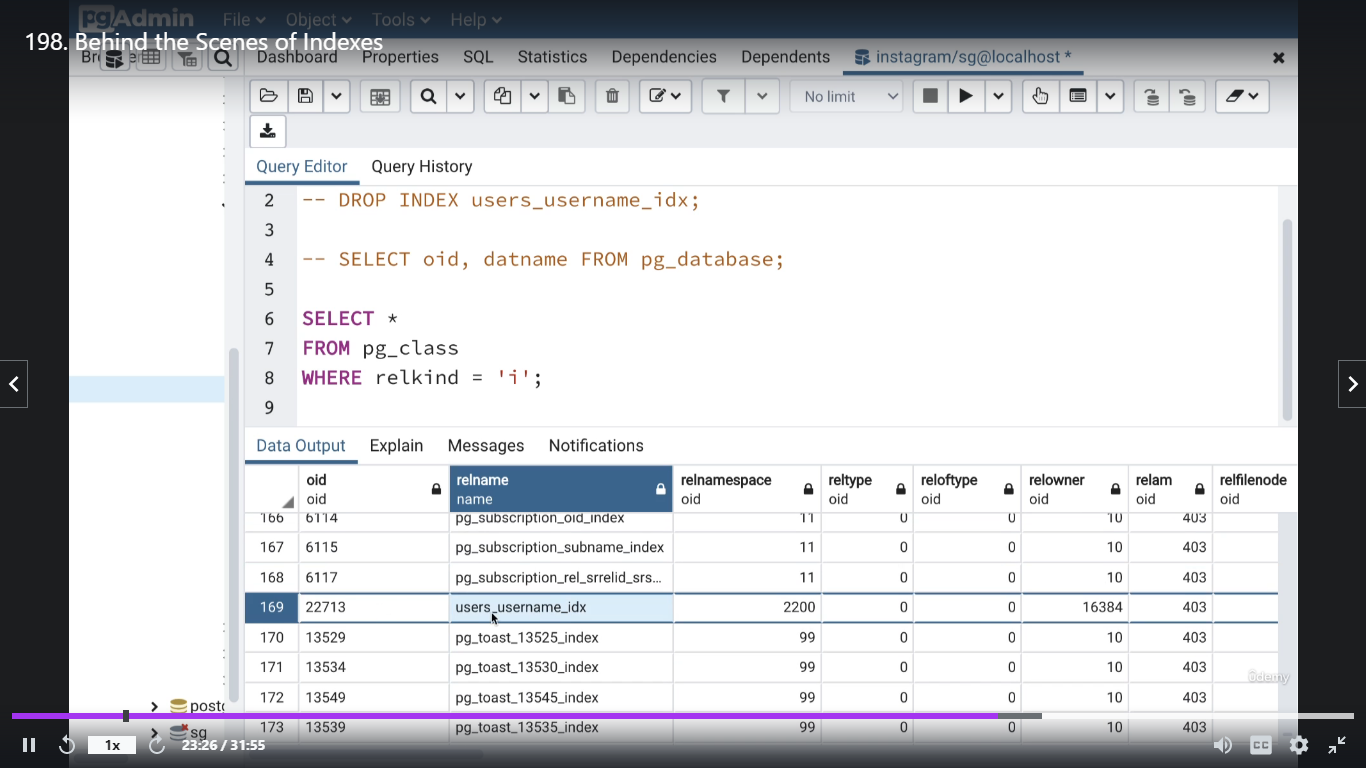 pgAdmin File Object Tools Help
198. Behind the Scenes of Indexes
Dashboard Properties SQL Statistics Dependencies Dependents instagram/sg@localhost *
No limit
Query Editor Query History
2 -- DROP INDEX users_username_idx;
3
4 -- SELECT oid, datname FROM pg_database;
5
6 SELECT *
7 FROM pg_class
8 WHERE relkind = 'i';
9
Data Output Explain Messages Notifications
oid relname relnamespace reltype reloftype relowner relam relfilenode
oid name oid oid oid oid oid oid
166 6114 pg_subscription_oid_index 11 0 0 10 403
167 6115 pg_subscription_subname_index 11 0 0 10 403
168 6117 pg_subscription_rel_srrelid_srs... 11 0 0 10 403
169 22713 users_username_idx 2200 0 0 16384 403
170 13529 pg_toast_13525_index 99 0 0 10 403
171 13534 pg_toast_13530_index 99 0 0 10 403
ûdemy
172 13549 pg_toast_13545_index 99 0 0 10 403
173 13539 pg_toast_13535_index 99 0 0 10 403
sg
1x 23:26 / 31:55 CC